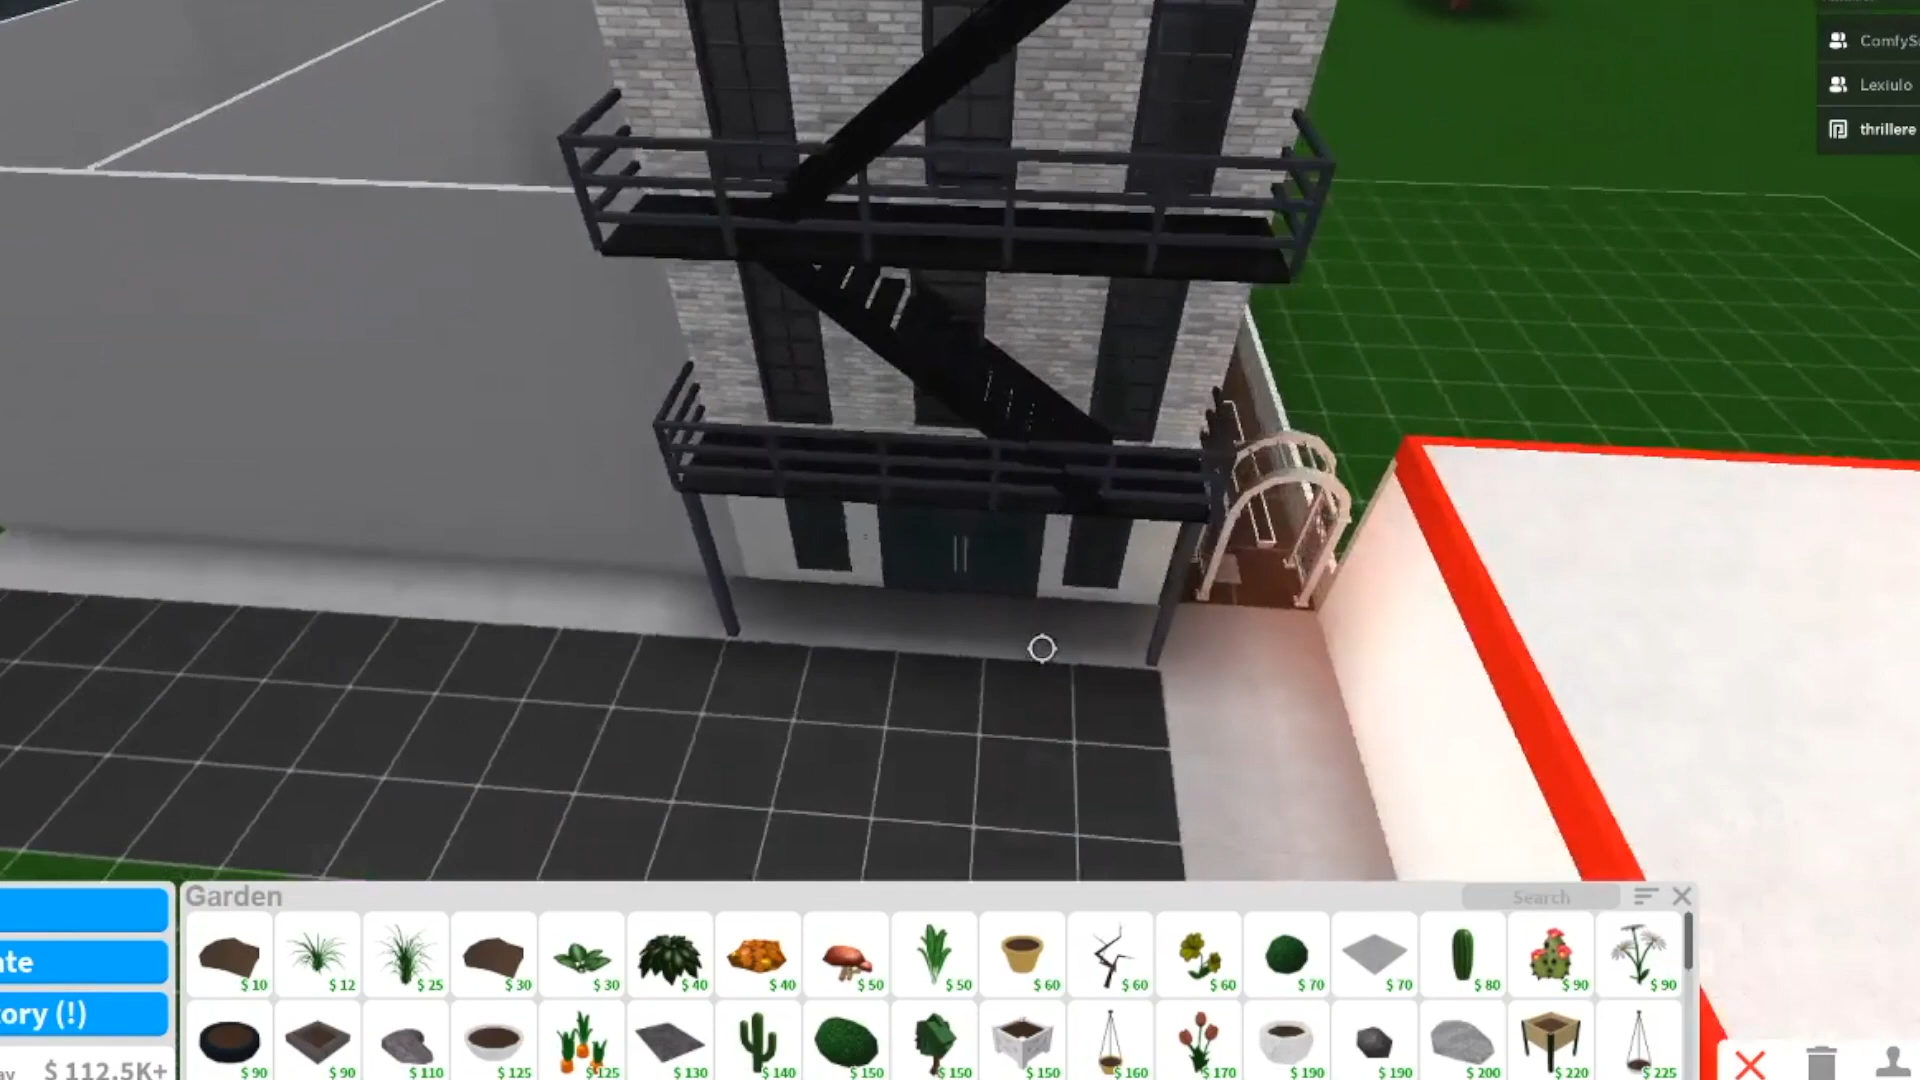 ComfyS
Lexiulo
thrillere
Garden
Search
ate
ory (!)
ay
$ 112.5K+
$ 10 $ 12 $ 25 $ 30 $ 30 $ 40 $ 40 $ 50 $ 50 $ 60 $ 60 $ 60 $ 70 $ 70 $ 80 $ 90 $ 90
$ 90 $ 90 $ 110 $ 125 $ 125 $ 130 $ 140 $ 150 $ 150 $ 150 $ 160 $ 170 $ 190 $ 190 $ 200 $ 220 $ 225